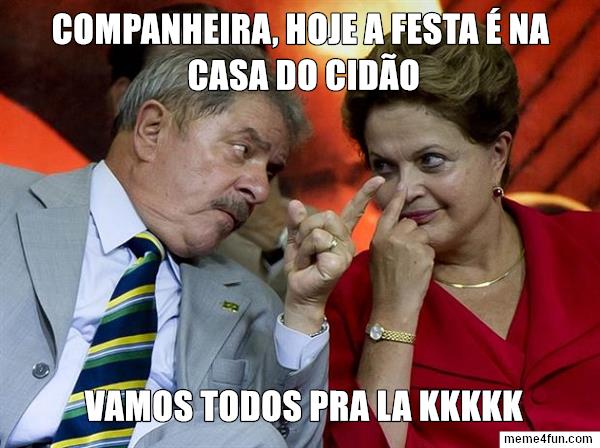 COMPANHEIRA, HOJE A FESTA É NA
CASA DO CIDÃO
VAMOS TODOS PRA LA KKKKK
meme4fun.com